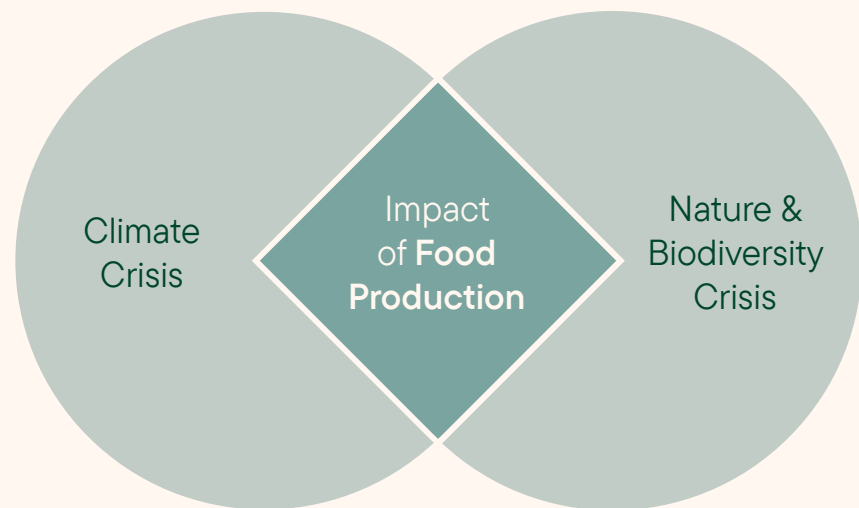 Climate
Crisis
Impact
of Food
Production
Nature &
Biodiversity
Crisis